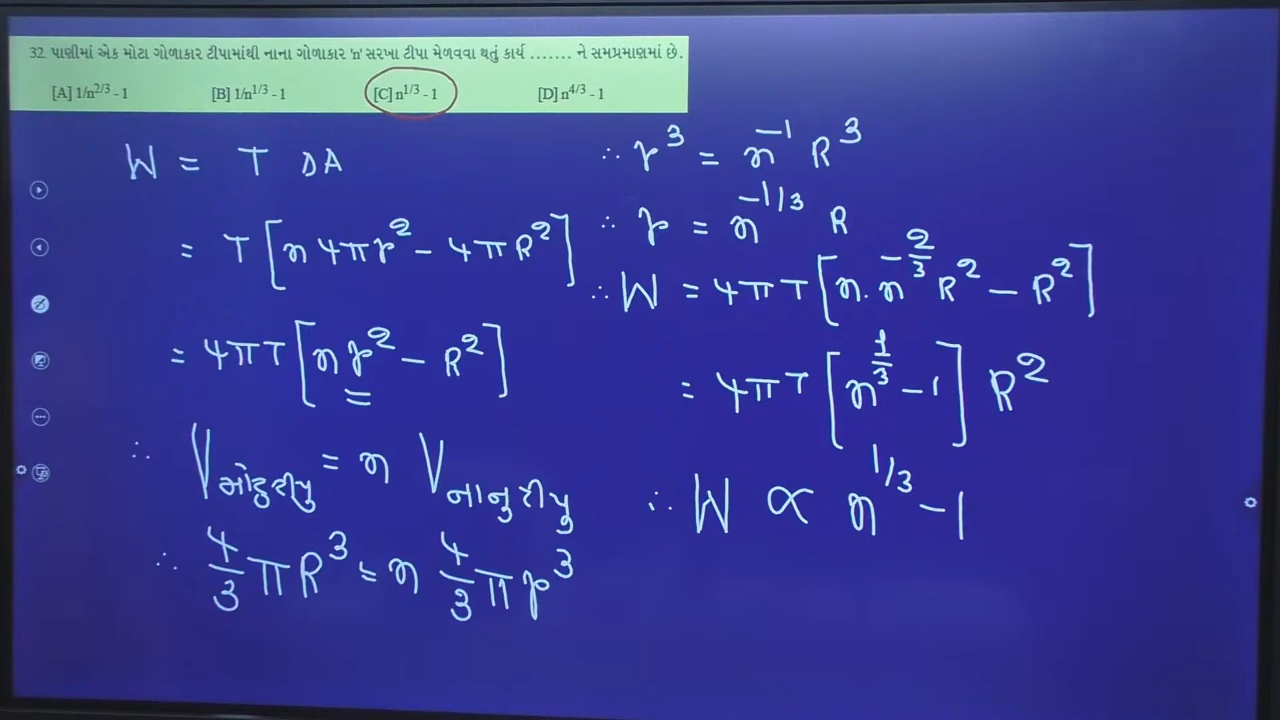 32. પાણીમાં એક મોટા ગોળાકાર ટીપામાંથી નાના ગોળાકાર 'n' સરખા ટીપા મેળવવા થતું કાર્ય ....... ને સમપ્રમાણમાં છે.
[A] 1/n^{2/3} - 1 [B] 1/n^{1/3} - 1 [C] n^{1/3} - 1 [D] n^{4/3} - 1
W = T ΔA
= T [n 4πr² - 4πR²]
= 4πT [n r² - R²]
∴ V મોટુ ટીપુ = n V નાનુ ટીપુ
∴ 4/3 πR³ = n 4/3 πr³
∴ r³ = n^{-1} R³
∴ r = n^{-1/3} R
∴ W = 4πT [n. n^{-2/3} R² - R²]
= 4πT [n^{1/3} - 1] R²
∴ W ∝ n^{1/3} - 1